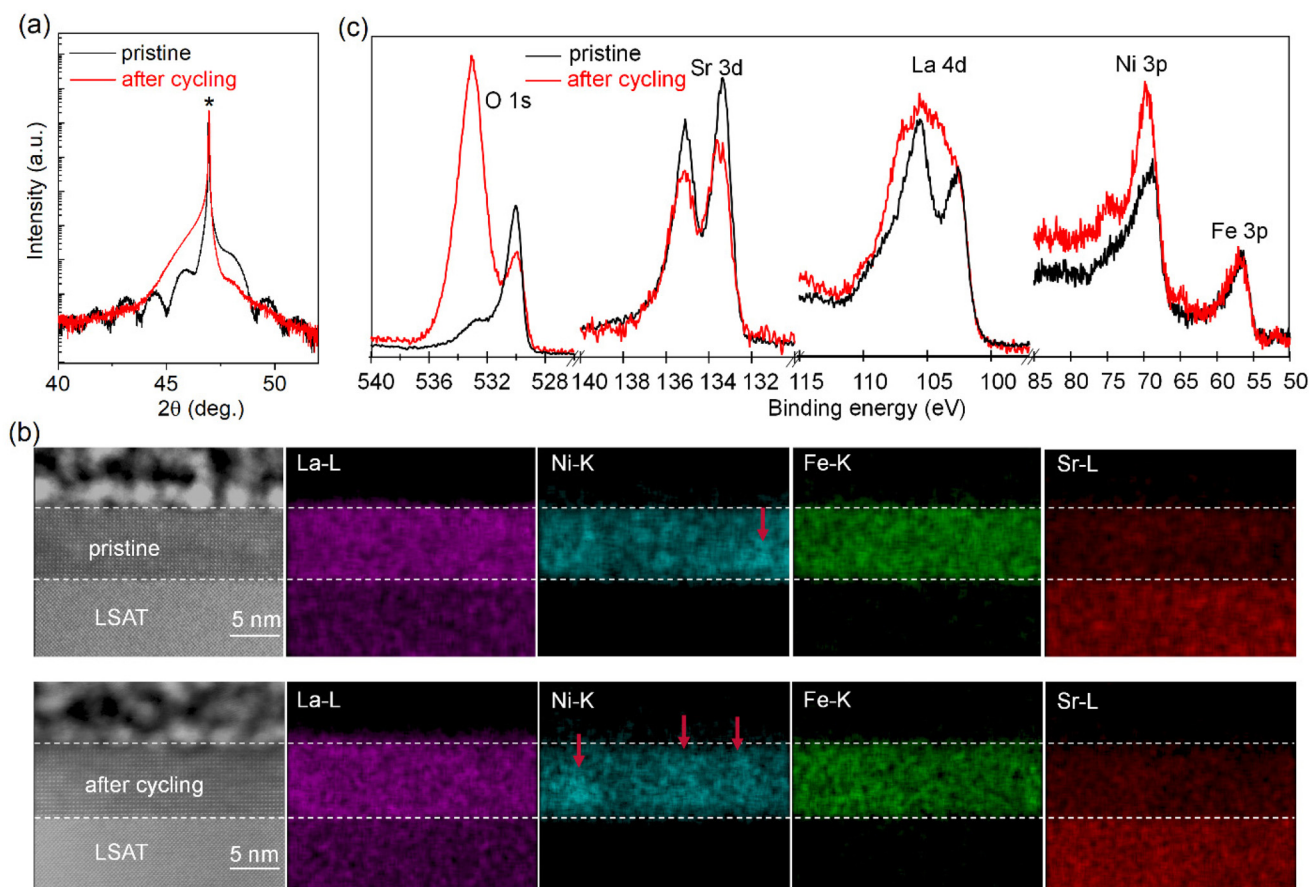 (a)
pristine
after cycling
*
Intensity (a.u.)
40 45 50
2θ (deg.)
(c)
pristine
after cycling
O 1s
Sr 3d
La 4d
Ni 3p
Fe 3p
540 536 532 528 140 138 136 134 132 115 110 105 100 85 80 75 70 65 60 55 50
Binding energy (eV)
(b)
pristine
LSAT
5 nm
La-L
Ni-K
Fe-K
Sr-L
after cycling
LSAT
5 nm
La-L
Ni-K
Fe-K
Sr-L